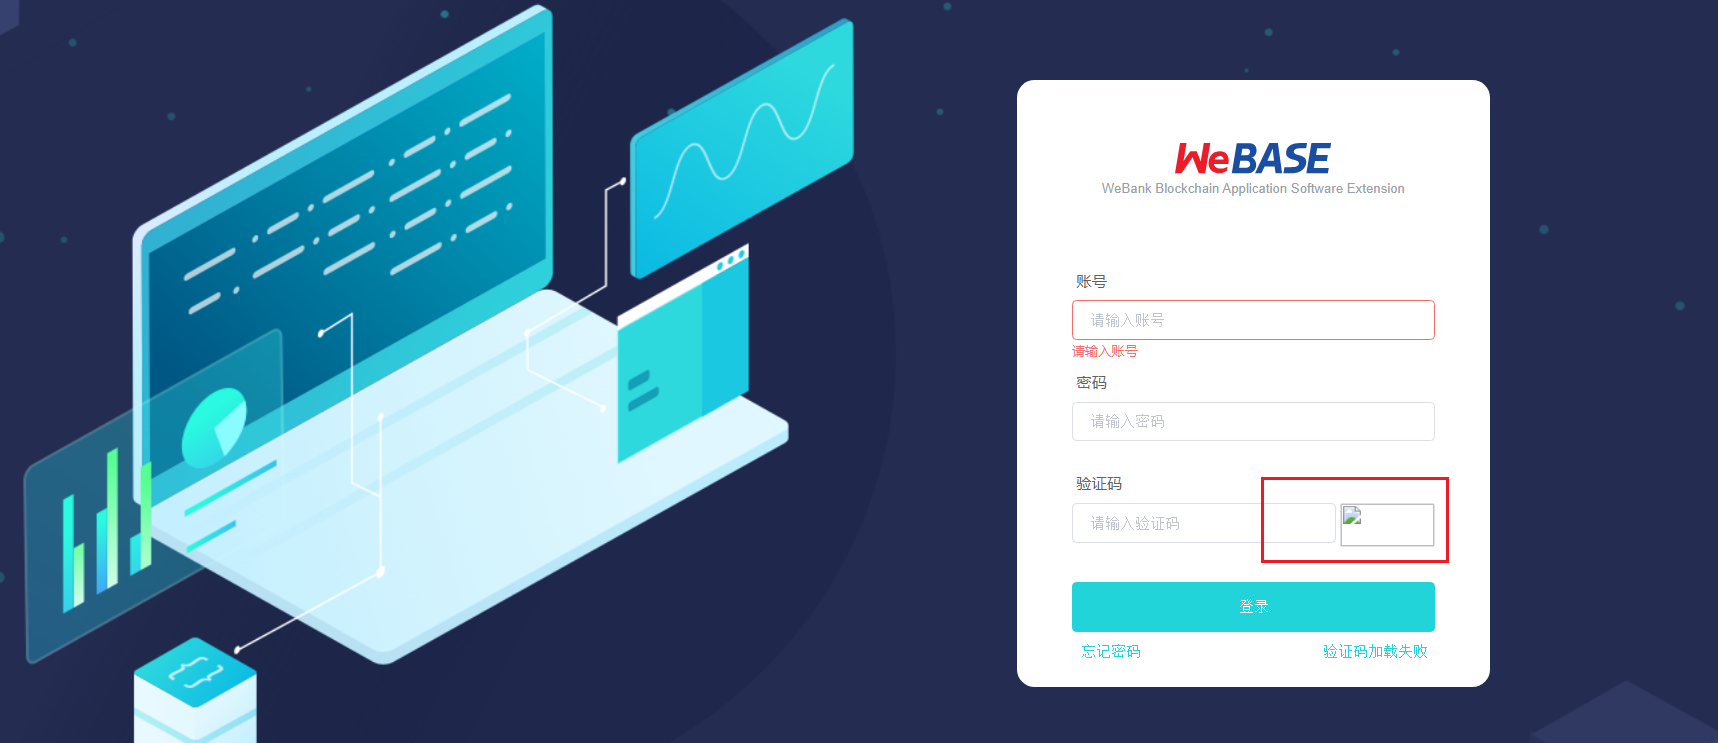 WeBASE
WeBank Blockchain Application Software Extension
账号
请输入账号
请输入账号
密码
请输入密码
验证码
请输入验证码
登录
忘记密码
验证码加载失败